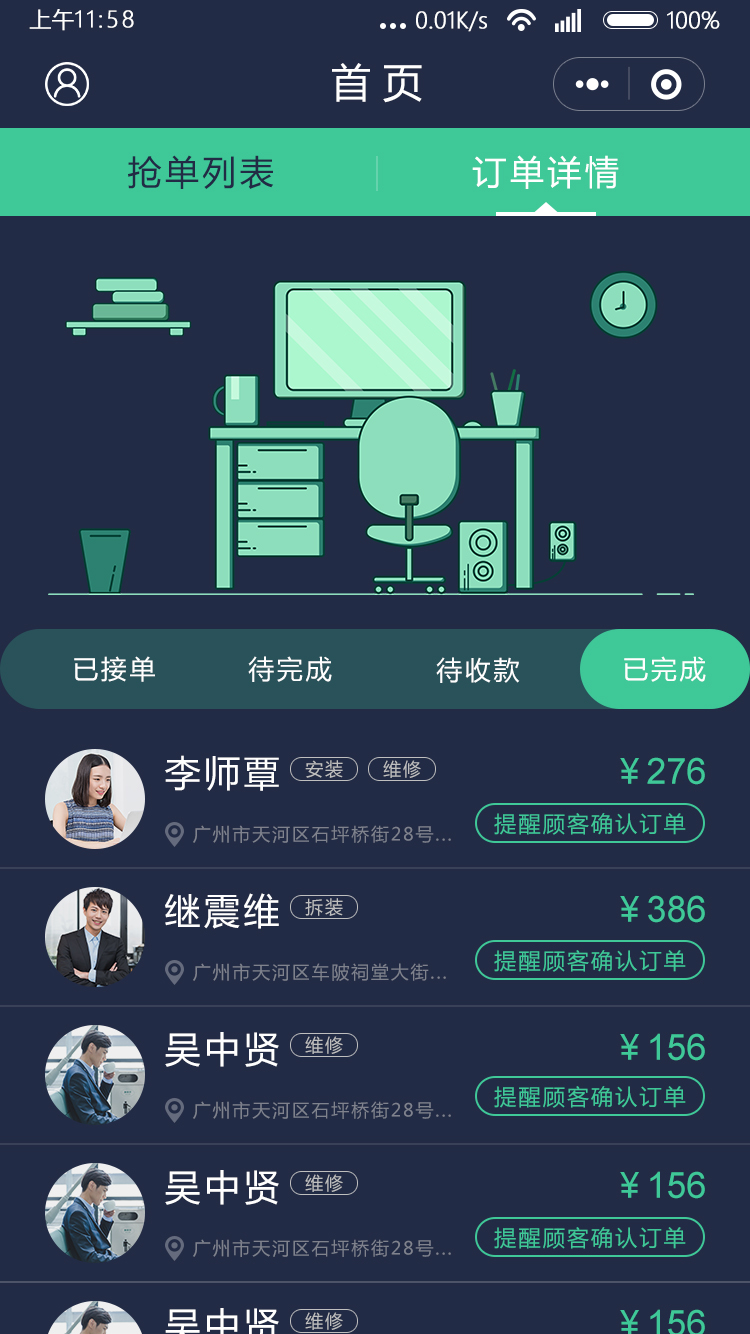 上午11:58 ... 0.01K/s 100%
首页
抢单列表 订单详情
已接单 待完成 待收款 已完成
李师覃 安装 维修 ¥276
广州市天河区石坪桥街28号... 提醒顾客确认订单
继震维 拆装 ¥386
广州市天河区车陂祠堂大街... 提醒顾客确认订单
吴中贤 维修 ¥156
广州市天河区石坪桥街28号... 提醒顾客确认订单
吴中贤 维修 ¥156
广州市天河区石坪桥街28号... 提醒顾客确认订单
吴中贤 维修 ¥156